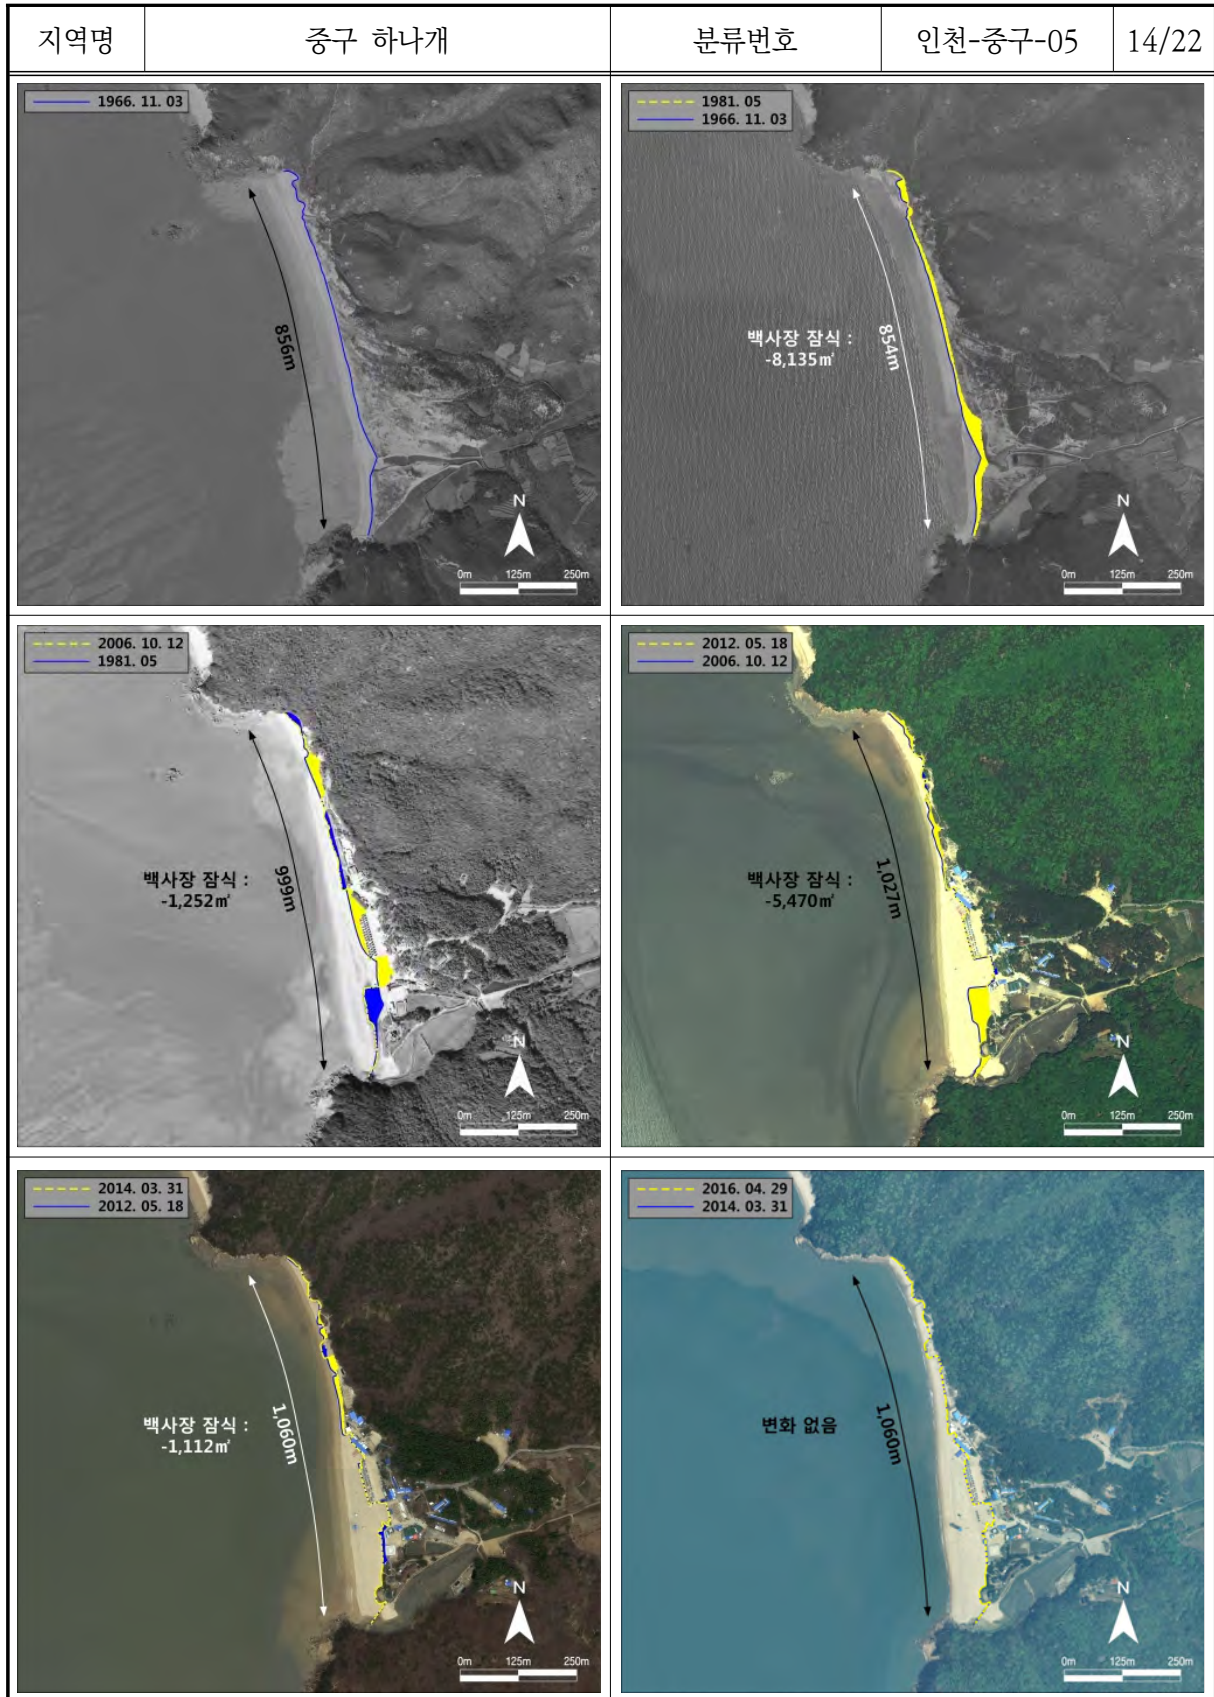 지역명
중구 하나개
분류번호
인천-중구-05
14/22
1966. 11. 03
856m
N
0m 125m 250m
1981. 05
1966. 11. 03
백사장 잠식 :
-8,135㎡
854m
N
0m 125m 250m
2006. 10. 12
1981. 05
백사장 잠식 :
-1,252㎡
999m
N
0m 125m 250m
2012. 05. 18
2006. 10. 12
백사장 잠식 :
-5,470㎡
1,027m
N
0m 125m 250m
2014. 03. 31
2012. 05. 18
백사장 잠식 :
-1,112㎡
1,060m
N
0m 125m 250m
2016. 04. 29
2014. 03. 31
변화 없음
1,060m
N
0m 125m 250m